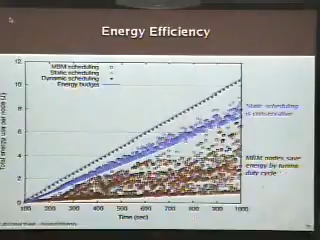 Energy Efficiency
12
10
8
6
4
2
0
MBM scheduling
Static scheduling
Dynamic scheduling
Energy budget
Total energy use per node (J)
Static scheduling
is conservative
MBM nodes save
energy by tuning
duty cycle
100 200 300 400 500 600 700 800 900 1000
Time (sec)